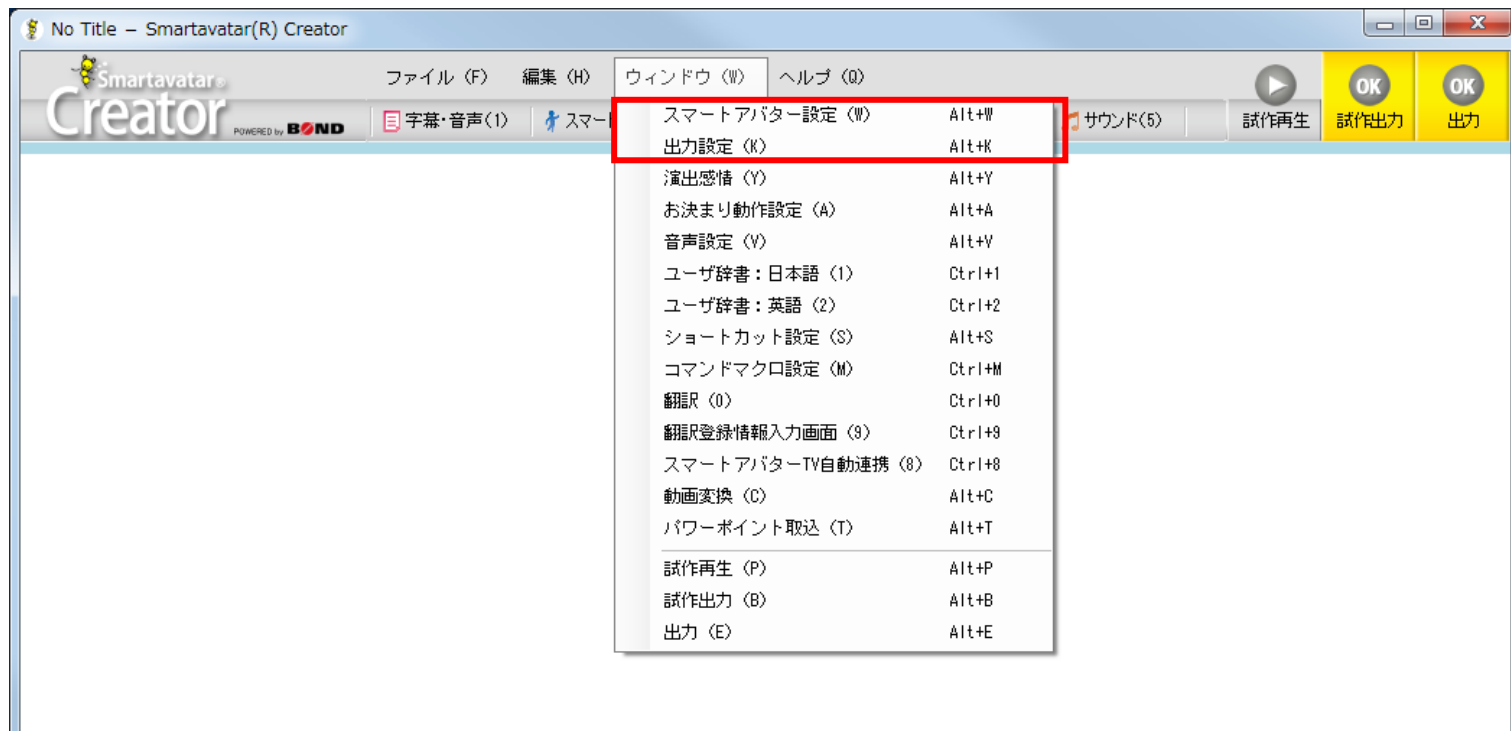 No Title – Smartavatar(R) Creator
Smartavatar®
Creator POWERED by BOND
ファイル (F) 編集 (H) ウィンドウ (W) ヘルプ (Q)
字幕・音声(1) スマート サウンド(5) 試作再生 OK 試作出力 OK 出力
スマートアバター設定 (W) Alt+W
出力設定 (K) Alt+K
演出感情 (Y) Alt+Y
お決まり動作設定 (A) Alt+A
音声設定 (V) Alt+V
ユーザ辞書:日本語 (1) Ctrl+1
ユーザ辞書:英語 (2) Ctrl+2
ショートカット設定 (S) Alt+S
コマンドマクロ設定 (M) Ctrl+M
翻訳 (0) Ctrl+0
翻訳登録情報入力画面 (9) Ctrl+9
スマートアバターTV自動連携 (8) Ctrl+8
動画変換 (C) Alt+C
パワーポイント取込 (T) Alt+T
試作再生 (P) Alt+P
試作出力 (B) Alt+B
出力 (E) Alt+E